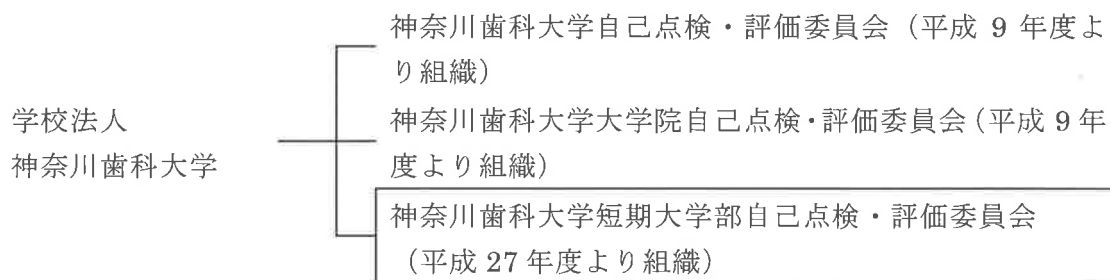 神奈川歯科大学自己点検・評価委員会（平成 9 年度よ
り組織）
学校法人
神奈川歯科大学
神奈川歯科大学大学院自己点検・評価委員会（平成 9 年
度より組織）
神奈川歯科大学短期大学部自己点検・評価委員会
（平成 27 年度より組織）